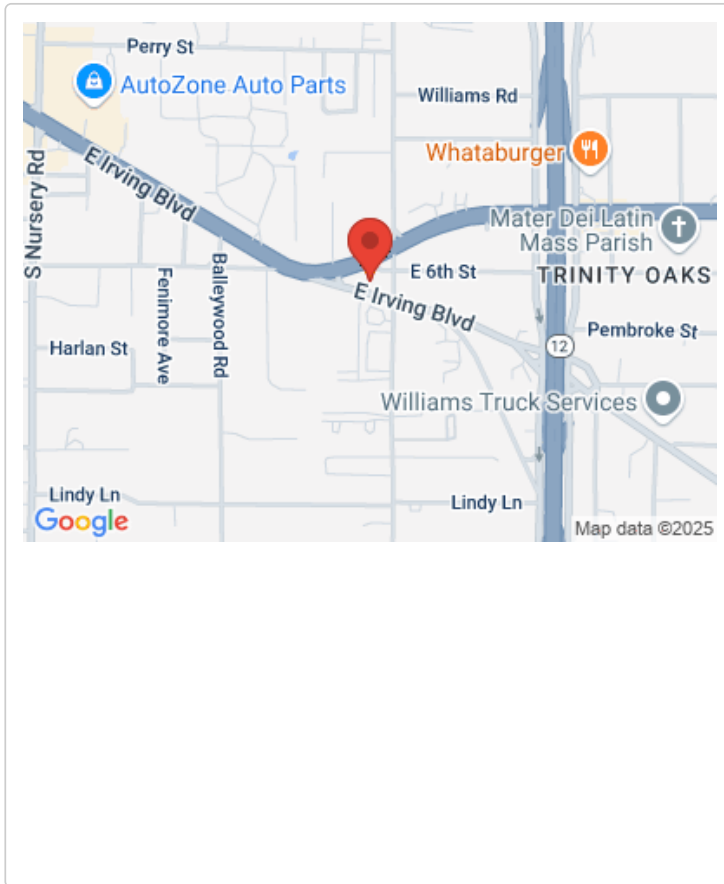 Perry St
AutoZone Auto Parts
Williams Rd
Whataburger
E Irving Blvd
S Nursery Rd
Mater Dei Latin
Mass Parish
E 6th St
TRINITY OAKS
Balleywood Rd
Fenimore Ave
E Irving Blvd
Pembroke St
12
Harlan St
Williams Truck Services
Lindy Ln
Lindy Ln
Google
Map data ©2025